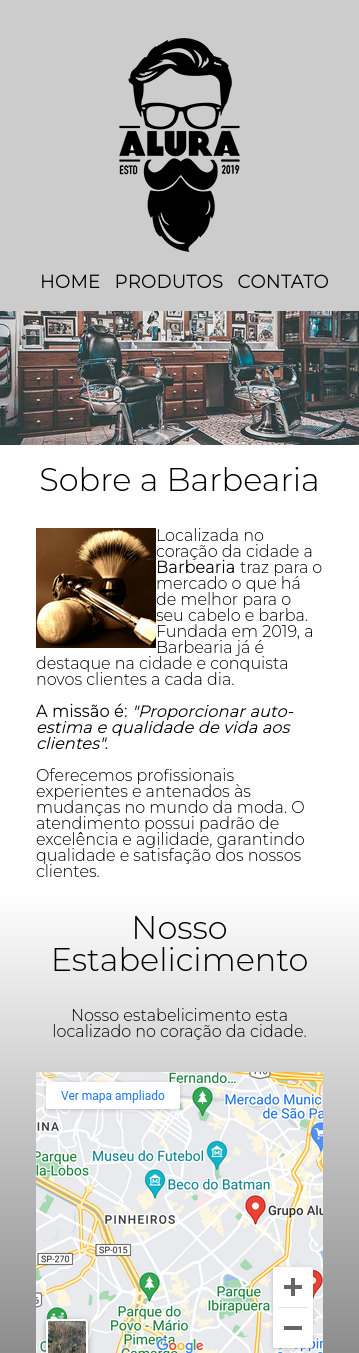 ALURA
ESTD 2019
HOME PRODUTOS CONTATO
Sobre a Barbearia
Localizada no
coração da cidade a
Barbearia traz para o
mercado o que há
de melhor para o
seu cabelo e barba.
Fundada em 2019, a
Barbearia já é
destaque na cidade e conquista
novos clientes a cada dia.
A missão é: "Proporcionar auto-
estima e qualidade de vida aos
clientes".
Oferecemos profissionais
experientes e antenados às
mudanças no mundo da moda. O
atendimento possui padrão de
excelência e agilidade, garantindo
qualidade e satisfação dos nossos
clientes.
Nosso
Estabelicimento
Nosso estabelicimento esta
localizado no coração da cidade.
Fernando...
Ver mapa ampliado
Mercado Munic
de São Pa
INA
Museu do Futebol
Parque
la-Lobos
Beco do Batman
Grupo Alu
PINHEIROS
SP-015
SP-270
Parque
Ibirapuera
Parque do
Povo - Mário
Pimenta
Camargo
Google